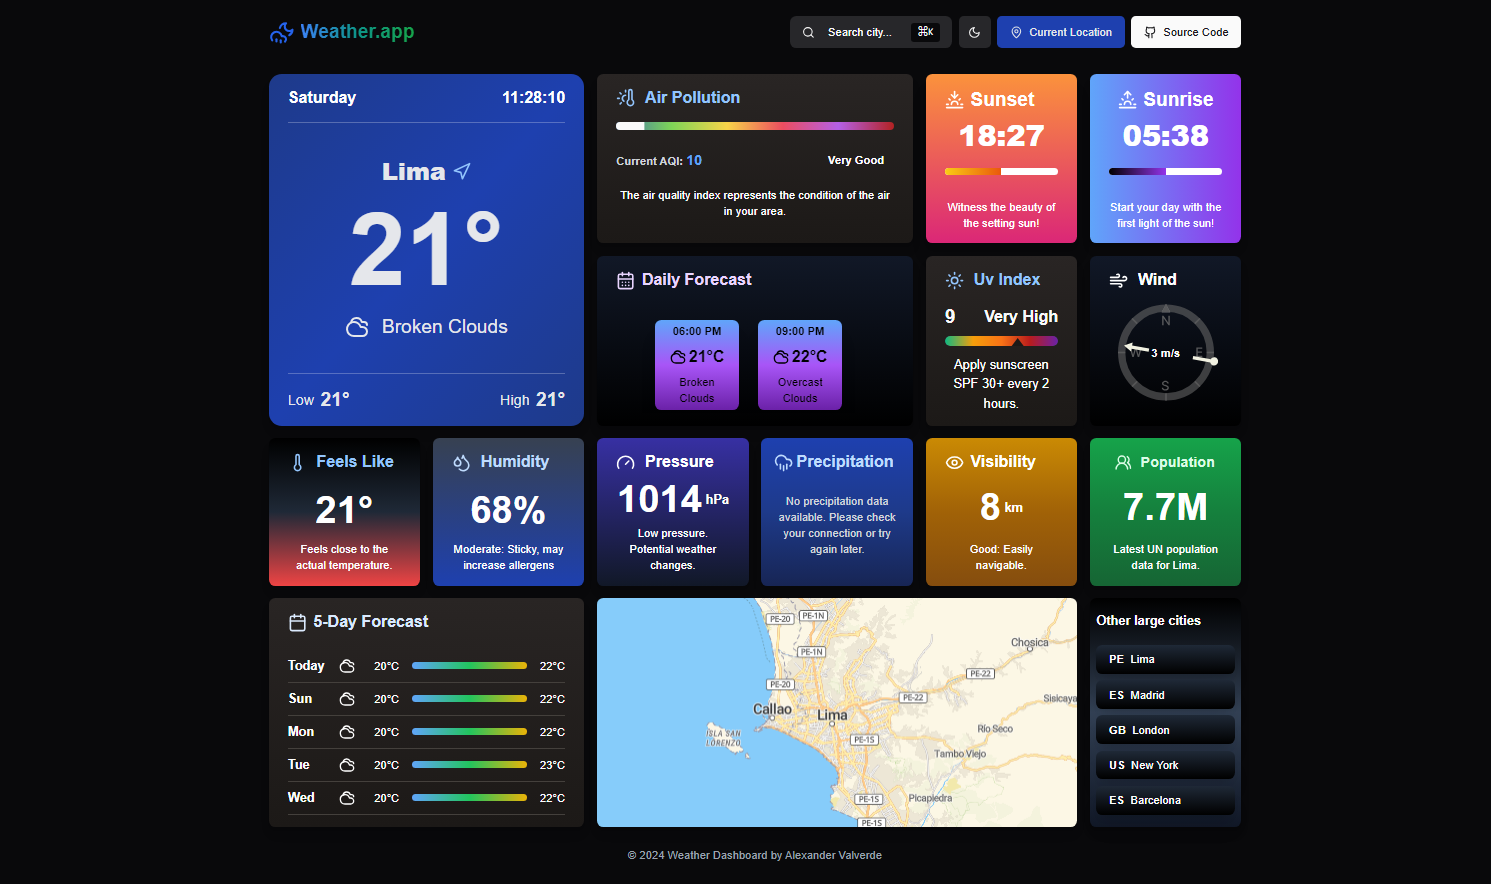 Weather.app
Search city...
⌘K
Current Location
Source Code
Saturday
11:28:10
Lima
21°
Broken Clouds
Low 21°
High 21°
Air Pollution
Current AQI: 10
Very Good
The air quality index represents the condition of the air
in your area.
Sunset
18:27
Witness the beauty of
the setting sun!
Sunrise
05:38
Start your day with the
first light of the sun!
Daily Forecast
06:00 PM
21°C
Broken
Clouds
09:00 PM
22°C
Overcast
Clouds
Uv Index
9
Very High
Apply sunscreen
SPF 30+ every 2
hours.
Wind
N
W
3 m/s
E
S
Feels Like
21°
Feels close to the
actual temperature.
Humidity
68%
Moderate: Sticky, may
increase allergens
Pressure
1014 hPa
Low pressure.
Potential weather
changes.
Precipitation
No precipitation data
available. Please check
your connection or try
again later.
Visibility
8 km
Good: Easily
navigable.
Population
7.7M
Latest UN population
data for Lima.
5-Day Forecast
Today 20°C 22°C
Sun 20°C 22°C
Mon 20°C 22°C
Tue 20°C 23°C
Wed 20°C 22°C
PE-20
PE-1N
Chosica
PE-1N
PE-22
PE-20
PE-22
Sisicaya
Callao
Lima
ISLA SAN
LORENZO
PE-1S
Río Seco
Tambo Viejo
PE-1S
Picapiedra
PE-1S
Other large cities
PE Lima
ES Madrid
GB London
US New York
ES Barcelona
© 2024 Weather Dashboard by Alexander Valverde